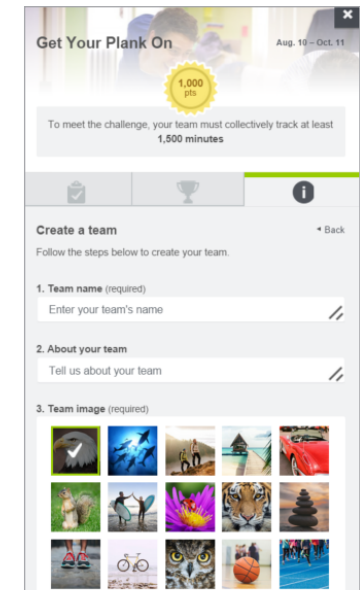 Get Your Plank On
Aug. 10 – Oct. 11
1,000
pts
To meet the challenge, your team must collectively track at least
1,500 minutes
Create a team
Back
Follow the steps below to create your team.
1. Team name (required)
Enter your team's name
2. About your team
Tell us about your team
3. Team image (required)